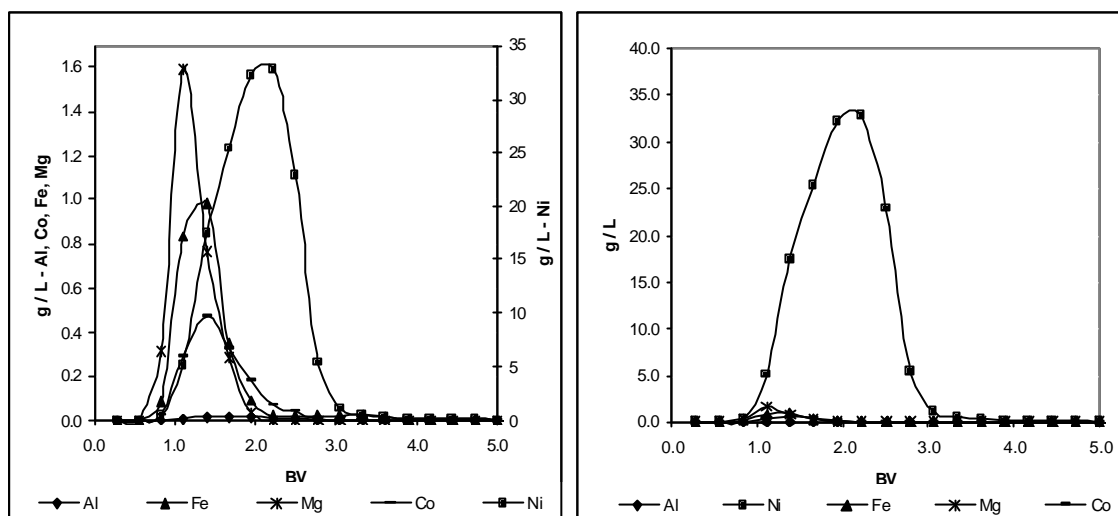 1.6
1.4
1.2
1.0
0.8
0.6
0.4
0.2
0.0
g / L - Al, Co, Fe, Mg
35
30
25
20
15
10
5
0
g / L - Ni
0.0 1.0 2.0 3.0 4.0 5.0
BV
Al Fe Mg Co Ni
40.0
35.0
30.0
25.0
20.0
15.0
10.0
5.0
0.0
g / L
0.0 1.0 2.0 3.0 4.0 5.0
BV
Al Ni Fe Mg Co